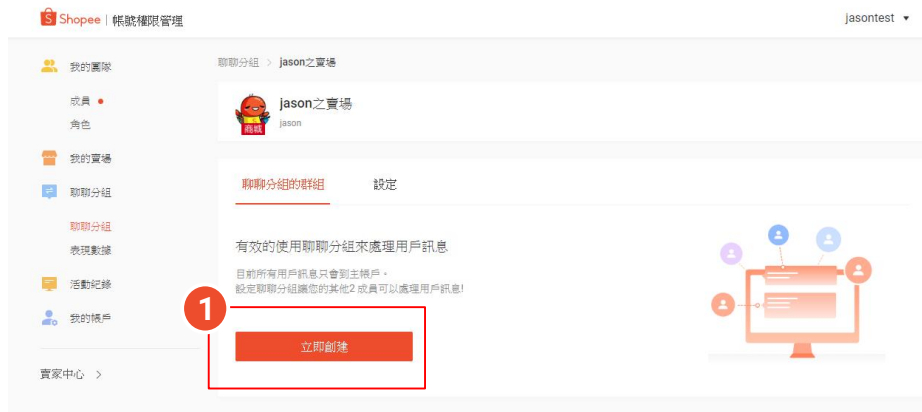 Shopee | 帳號權限管理
jasontest
我的團隊
成員
角色
我的賣場
聊聊分組
聊聊分組
表現數據
活動紀錄
我的帳戶
賣家中心 >
聊聊分組 > jason之賣場
商城
jason之賣場
jason
聊聊分組的群組
設定
有效的使用聊聊分組來處理用戶訊息
目前所有用戶訊息只會到主帳戶。
設定聊聊分組讓您的其他2 成員可以處理用戶訊息!
1
立即創建